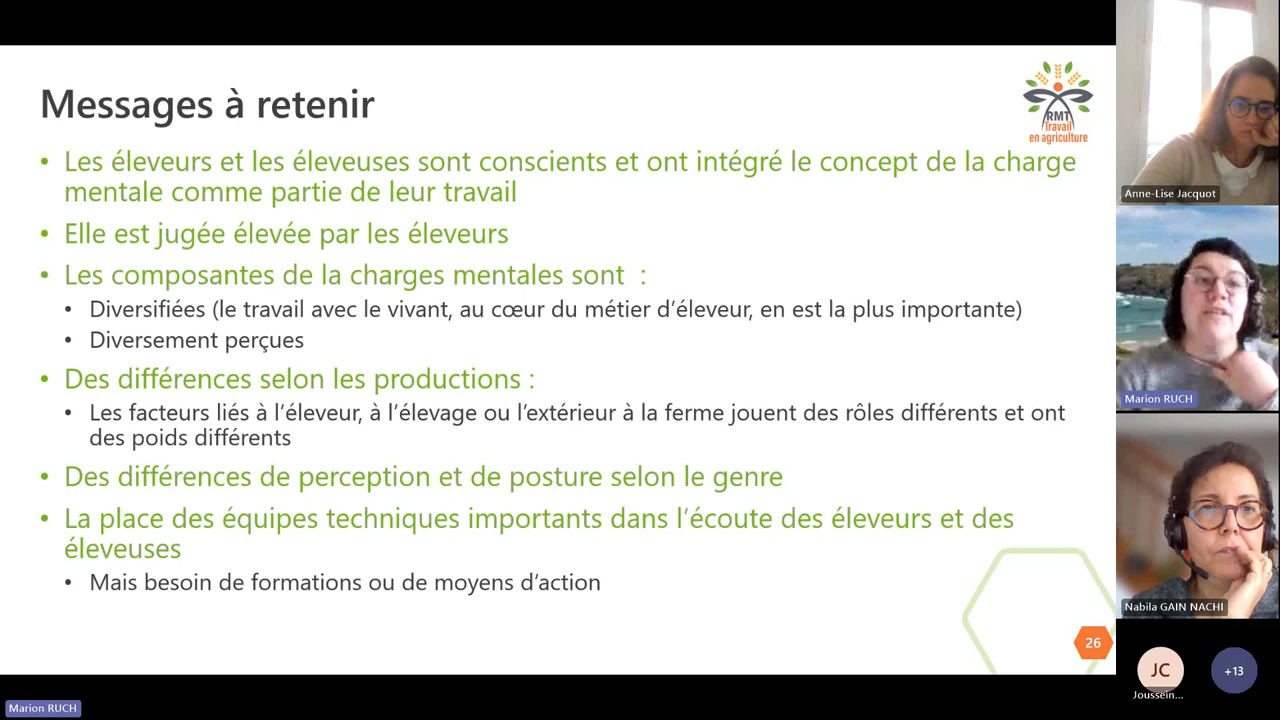 Messages à retenir
RMT
Travail
en agriculture
• Les éleveurs et les éleveuses sont conscients et ont intégré le concept de la charge
mentale comme partie de leur travail
• Elle est jugée élevée par les éleveurs
• Les composantes de la charges mentales sont :
• Diversifiées (le travail avec le vivant, au cœur du métier d’éleveur, en est la plus importante)
• Diversement perçues
• Des différences selon les productions :
• Les facteurs liés à l’éleveur, à l’élevage ou l’extérieur à la ferme jouent des rôles différents et ont
des poids différents
• Des différences de perception et de posture selon le genre
• La place des équipes techniques importants dans l’écoute des éleveurs et des
éleveuses
• Mais besoin de formations ou de moyens d’action
26
Anne-Lise Jacquot
Marion RUCH
Nabila GAIN NACHI
JC
Joussein...
+13
Marion RUCH